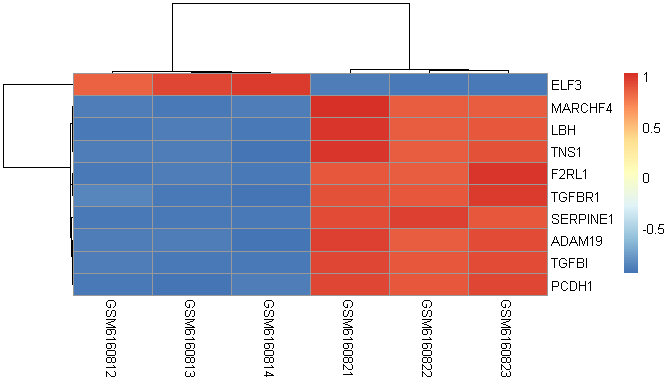 ELF3
MARCHF4
LBH
TNS1
F2RL1
TGFBR1
SERPINE1
ADAM19
TGFBI
PCDH1
1
0.5
0
-0.5
GSM6160812
GSM6160813
GSM6160814
GSM6160821
GSM6160822
GSM6160823